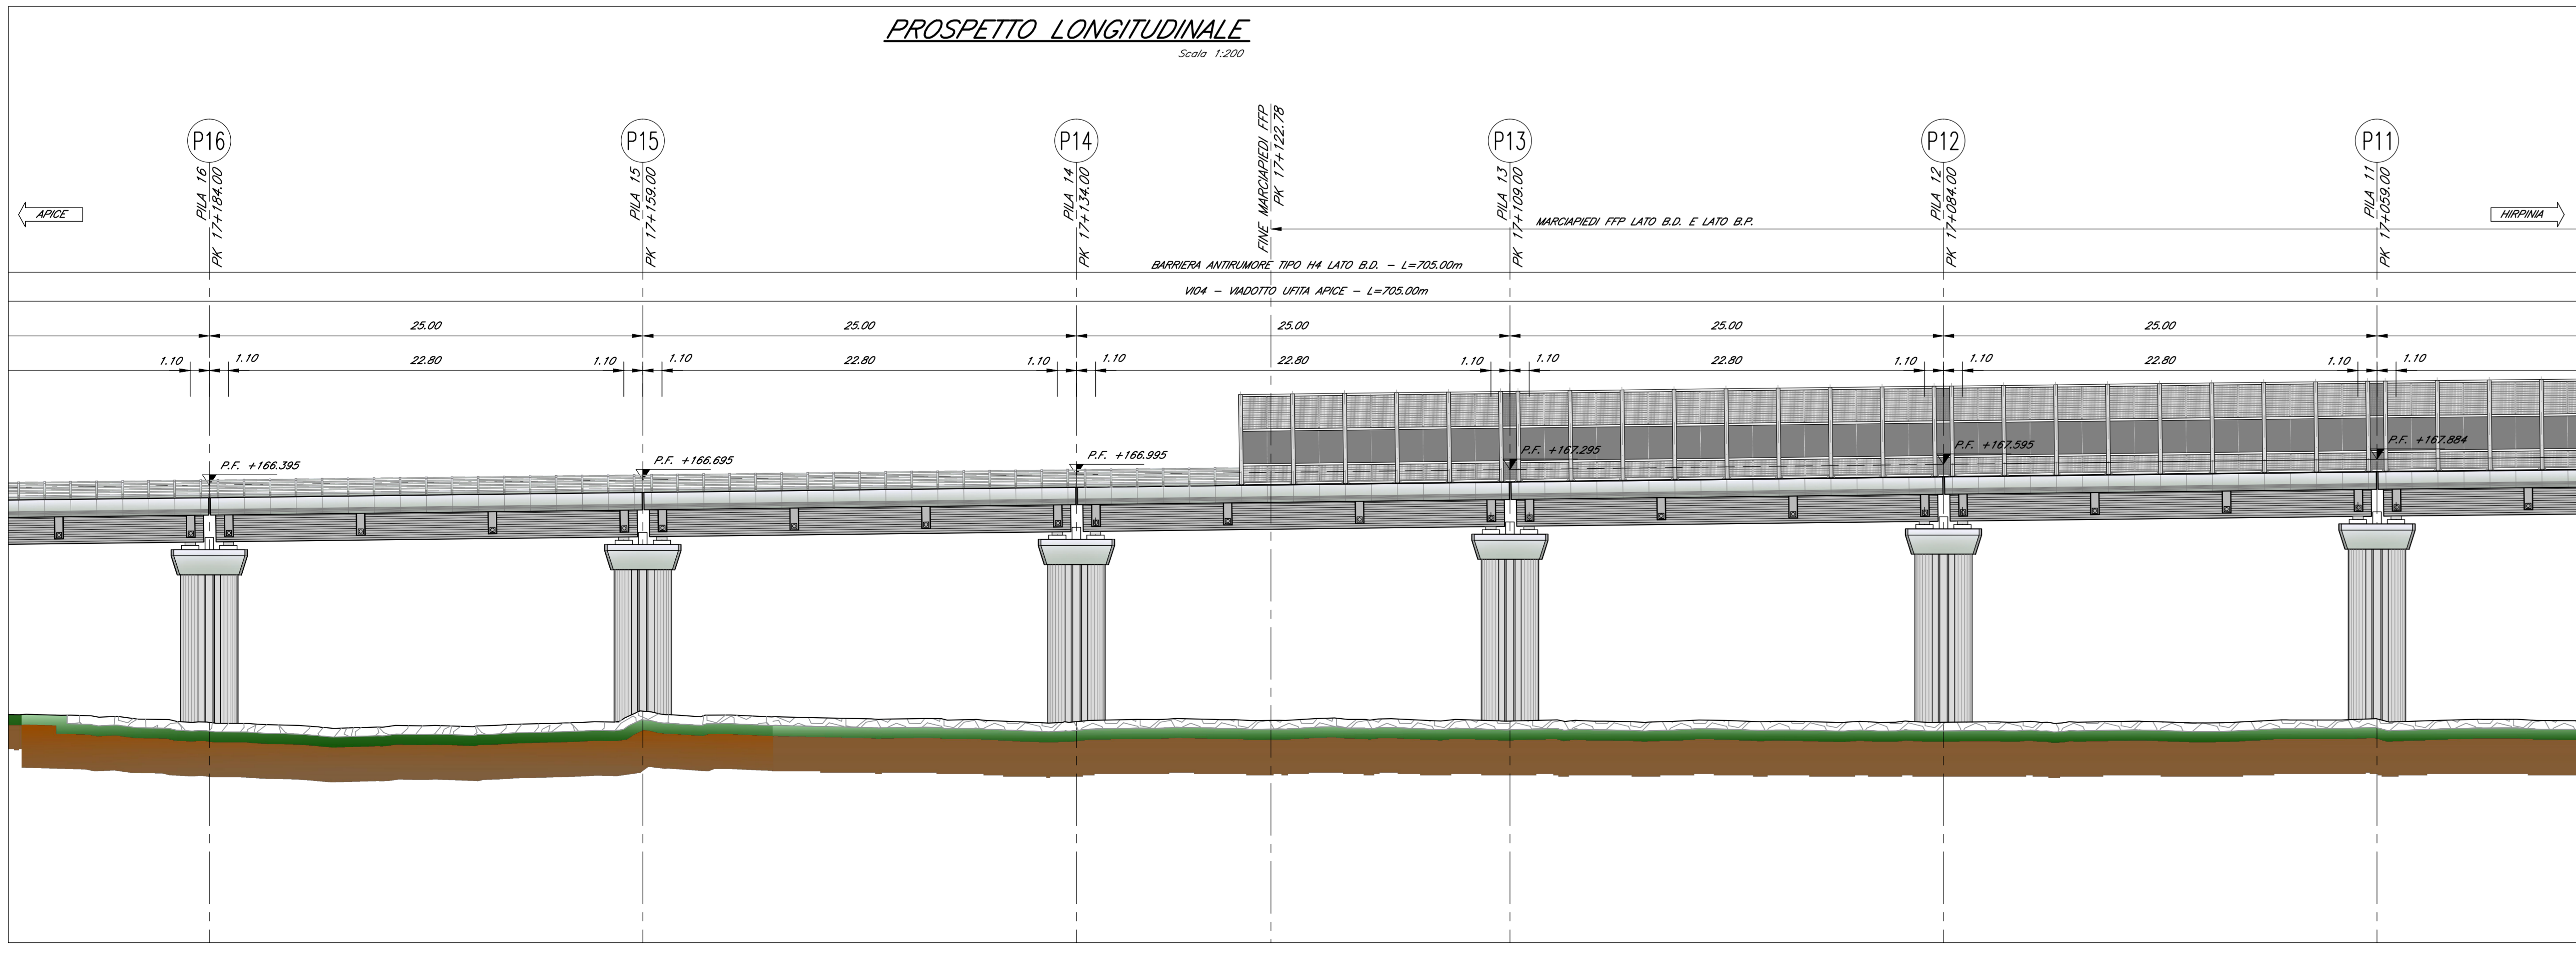 PROSPETTO LONGITUDINALE
Scala 1:200
P16
P15
P14
P13
P12
P11
PILA 16
PK 17+184.00
PILA 15
PK 17+159.00
PILA 14
PK 17+134.00
FINE MARCIAPIEDI FFP
PK 17+122.78
PILA 13
PK 17+109.00
PILA 12
PK 17+084.00
PILA 11
PK 17+059.00
APICE
HIRPINIA
MARCIAPIEDI FFP LATO B.D. E LATO B.P.
BARRIERA ANTIRUMORE TIPO H4 LATO B.D. - L=705.00m
VI04 - VIADOTTO UFITA APICE - L=705.00m
25.00
25.00
25.00
25.00
25.00
1.10
1.10
22.80
1.10
1.10
22.80
1.10
1.10
22.80
1.10
1.10
22.80
1.10
1.10
22.80
1.10
1.10
P.F. +166.395
P.F. +166.695
P.F. +166.995
P.F. +167.295
P.F. +167.595
P.F. +167.884